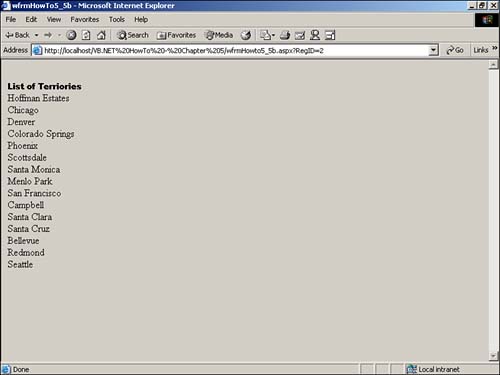 wfrmHowTo5_5b - Microsoft Internet Explorer
File Edit View Favorites Tools Help
Back Search Favorites Media
Address http://localhost/VB.NET%20HowTo%20-%20Chapter%205/wfrmHowto5_5b.aspx?RegID=2 Go Links »
List of Terriories
Hoffman Estates
Chicago
Denver
Colorado Springs
Phoenix
Scottsdale
Santa Monica
Menlo Park
San Francisco
Campbell
Santa Clara
Santa Cruz
Bellevue
Redmond
Seattle
Done Local intranet